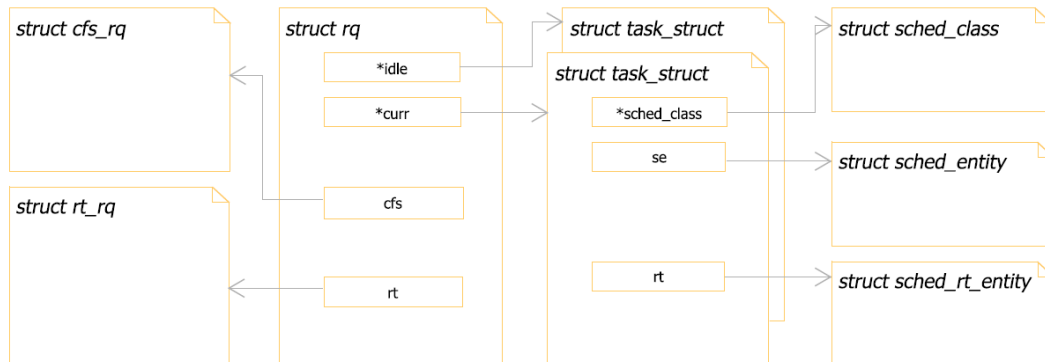 struct cfs_rq
struct rt_rq
struct rq
*idle
*curr
cfs
rt
struct task_struct
struct task_struct
*sched_class
se
rt
struct sched_class
struct sched_entity
struct sched_rt_entity